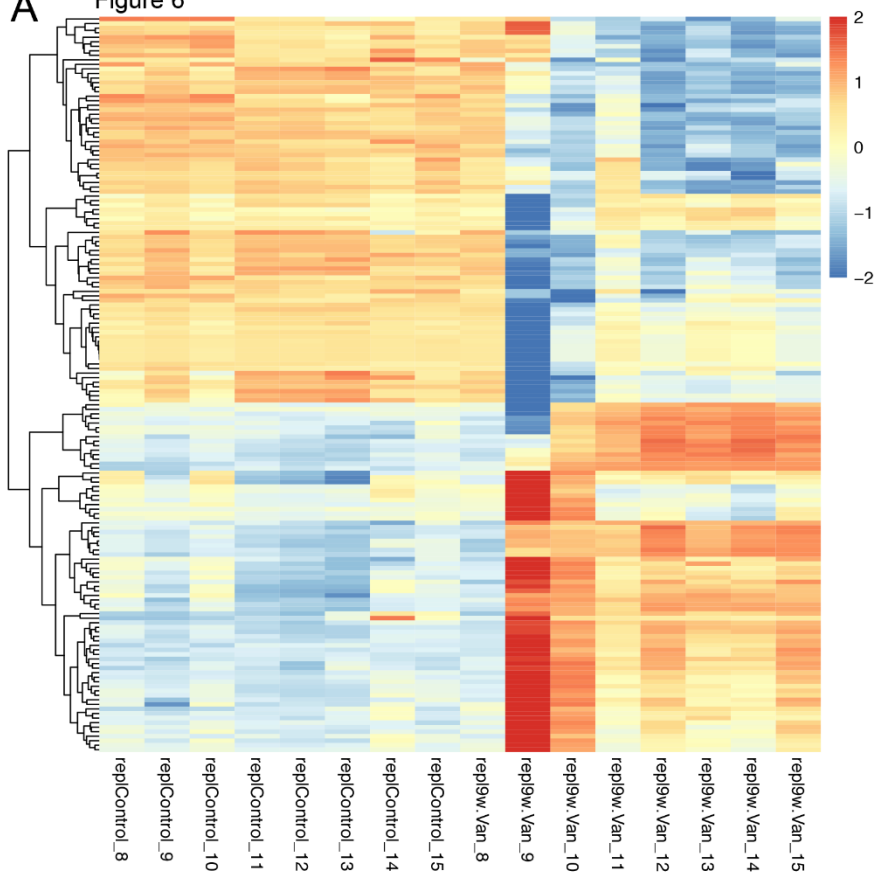 A
Figure 6
2
1
0
−1
−2
replControl_8
replControl_9
replControl_10
replControl_11
replControl_12
replControl_13
replControl_14
replControl_15
repl9w.Van_8
repl9w.Van_9
repl9w.Van_10
repl9w.Van_11
repl9w.Van_12
repl9w.Van_13
repl9w.Van_14
repl9w.Van_15